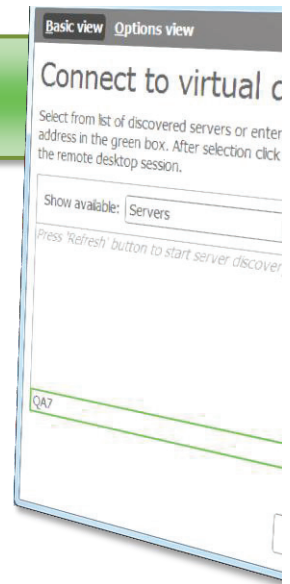 Basic view Options view
Connect to virtual
Select from list of discovered servers or enter
address in the green box. After selection click
the remote desktop session.
Show available: Servers
Press 'Refresh' button to start server discover
QA7